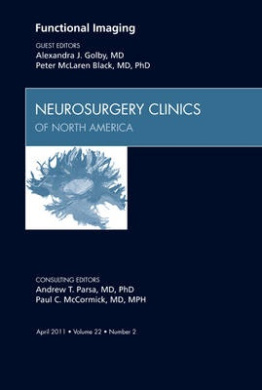 Functional Imaging
GUEST EDITORS
Alexandra J. Golby, MD
Peter McLaren Black, MD, PhD
NEUROSURGERY CLINICS
OF NORTH AMERICA
CONSULTING EDITORS
Andrew T. Parsa, MD, PhD
Paul C. McCormick, MD, MPH
April 2011 • Volume 22 • Number 2